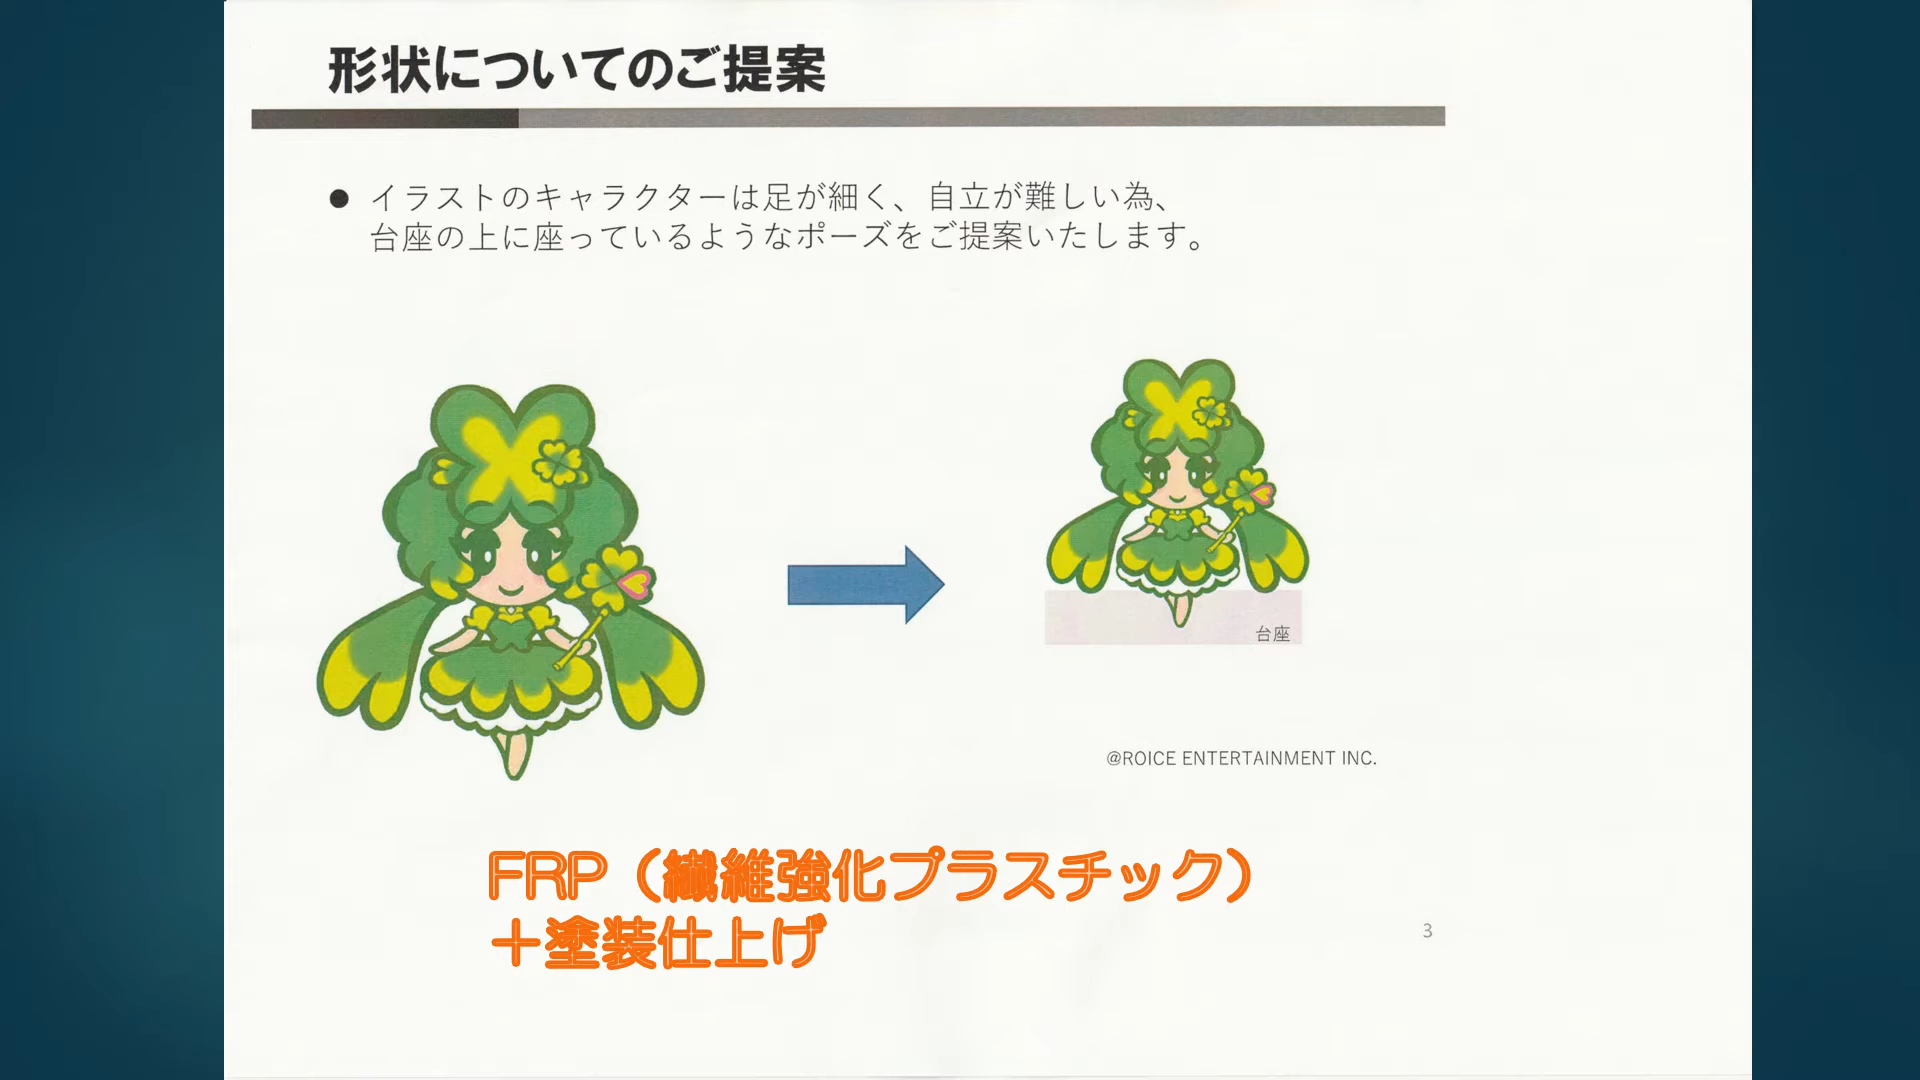 形状についてのご提案
● イラストのキャラクターは足が細く、自立が難しい為、
台座の上に座っているようなポーズをご提案いたします。
台座
@ROICE ENTERTAINMENT INC.
FRP（繊維強化プラスチック）
＋塗装仕上げ
3